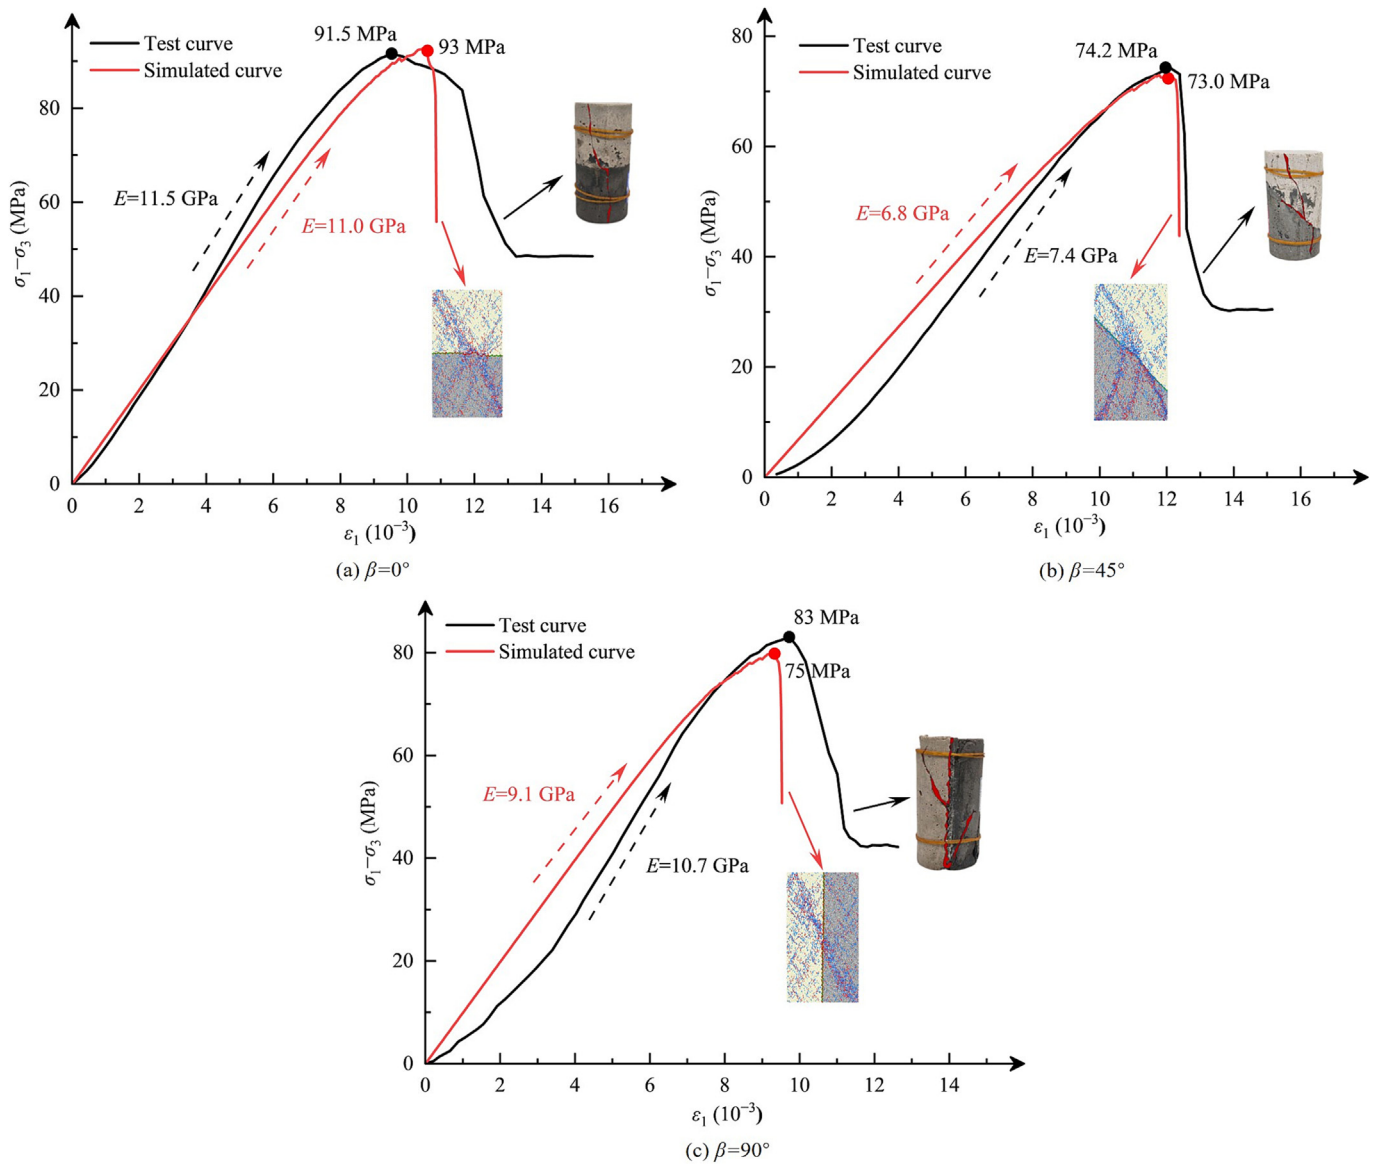 91.5 MPa
93 MPa
Test curve
Simulated curve
80
60
40
20
0
E=11.5 GPa
E=11.0 GPa
σ₁−σ₃ (MPa)
0 2 4 6 8 10 12 14 16
ε₁ (10⁻³)
(a) β=0°
80
60
40
20
0
Test curve
Simulated curve
74.2 MPa
73.0 MPa
E=6.8 GPa
E=7.4 GPa
σ₁−σ₃ (MPa)
0 2 4 6 8 10 12 14 16
ε₁ (10⁻³)
(b) β=45°
Test curve
Simulated curve
83 MPa
75 MPa
80
60
40
20
0
E=9.1 GPa
E=10.7 GPa
σ₁−σ₃ (MPa)
0 2 4 6 8 10 12 14
ε₁ (10⁻³)
(c) β=90°